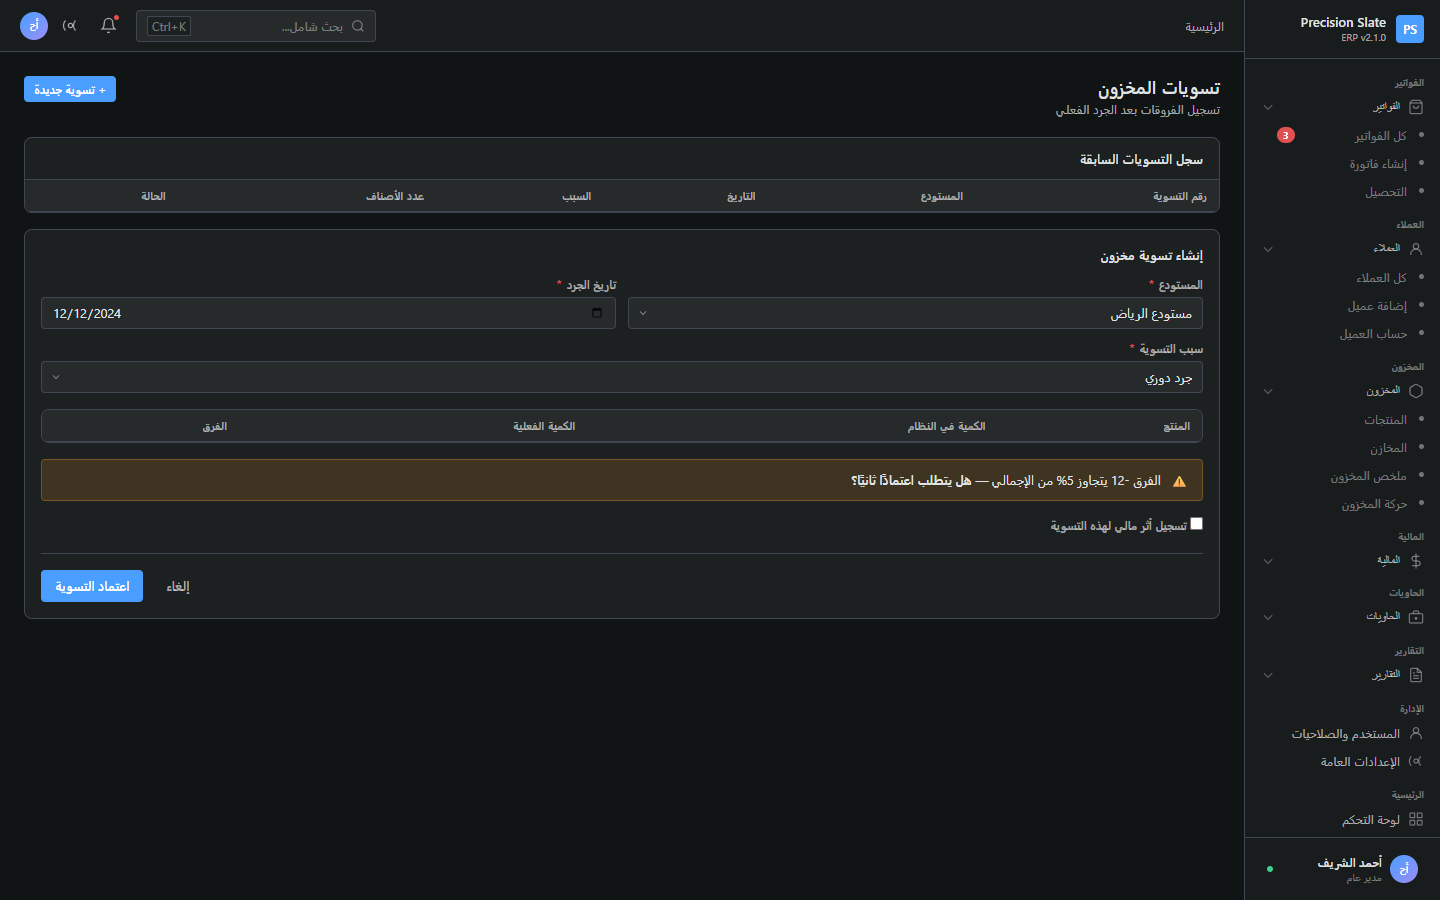 Precision Slate
ERP v2.1.0
PS
الفواتير
الفواتير
كل الفواتير
3
إنشاء فاتورة
التحصيل
العملاء
العملاء
كل العملاء
إضافة عميل
حساب العميل
المخزون
المخزون
المنتجات
المخازن
ملخص المخزون
حركة المخزون
المالية
المالية
الحاويات
الحاويات
التقارير
التقارير
الإدارة
المستخدم والصلاحيات
الإعدادات العامة
الرئيسية
لوحة التحكم
أحمد الشريف
مدير عام
أح
الرئيسية
بحث شامل...
Ctrl+K
أح
تسويات المخزون
تسجيل الفروقات بعد الجرد الفعلي
+ تسوية جديدة
سجل التسويات السابقة
رقم التسوية المستودع التاريخ السبب عدد الأصناف الحالة
إنشاء تسوية مخزون
المستودع *
مستودع الرياض
تاريخ الجرد *
12/12/2024
سبب التسوية *
جرد دوري
المنتج الكمية في النظام الكمية الفعلية الفرق
الفرق -12 يتجاوز 5% من الإجمالي — هل يتطلب اعتمادًا ثانيًا؟
تسجيل أثر مالي لهذه التسوية
إلغاء
اعتماد التسوية